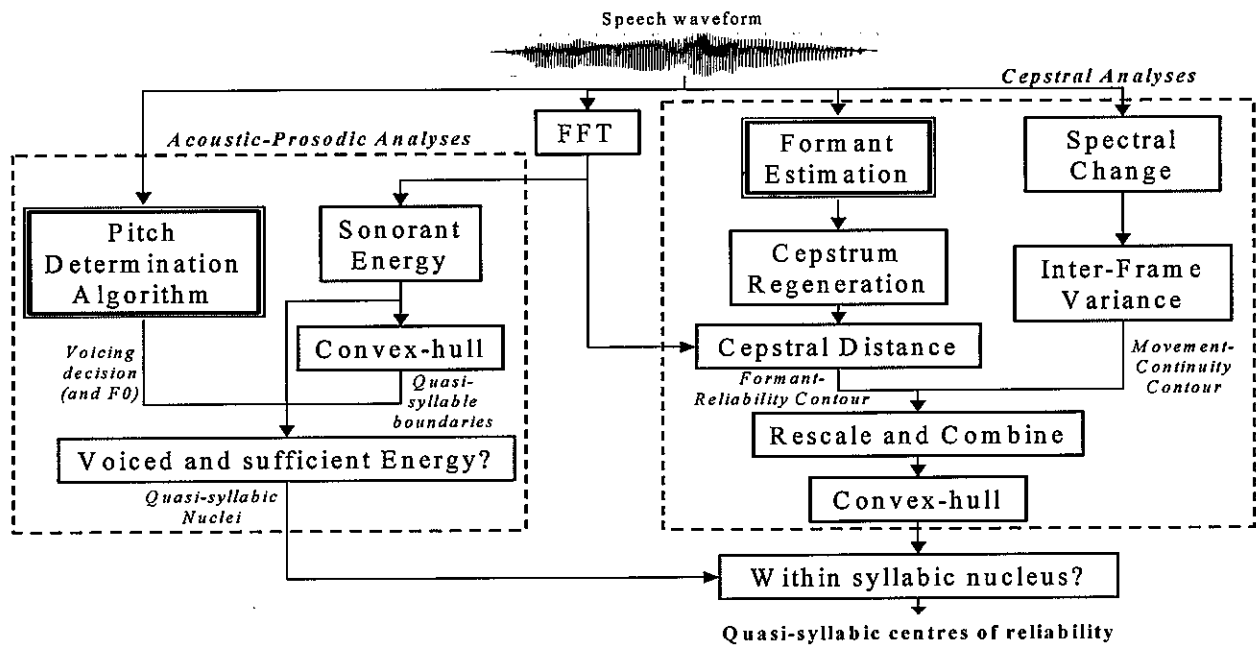 Speech waveform
Cepstral Analyses
Acoustic-Prosodic Analyses
FFT
Formant
Estimation
Spectral
Change
Pitch
Determination
Algorithm
Sonorant
Energy
Cepstrum
Regeneration
Inter-Frame
Variance
Convex-hull
Cepstral Distance
Voicing
decision
(and F0)
Quasi-
syllable
boundaries
Formant-
Reliability Contour
Movement-
Continuity
Contour
Voiced and sufficient Energy?
Rescale and Combine
Quasi-syllabic
Nuclei
Convex-hull
Within syllabic nucleus?
Quasi-syllabic centres of reliability